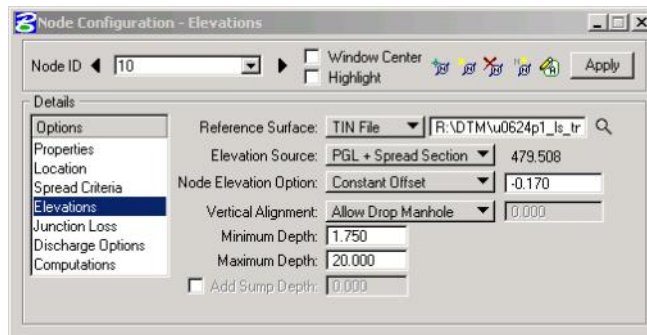 Node Configuration - Elevations
Node ID 10 Window Center Apply
Highlight
Details
Options
Properties
Location
Spread Criteria
Elevations
Junction Loss
Discharge Options
Computations
Reference Surface: TIN File R:\DTM\u0624p1_ls_tr
Elevation Source: PGL + Spread Section 479.508
Node Elevation Option: Constant Offset -0.170
Vertical Alignment: Allow Drop Manhole 0.000
Minimum Depth: 1.750
Maximum Depth: 20.000
Add Sump Depth: 0.000